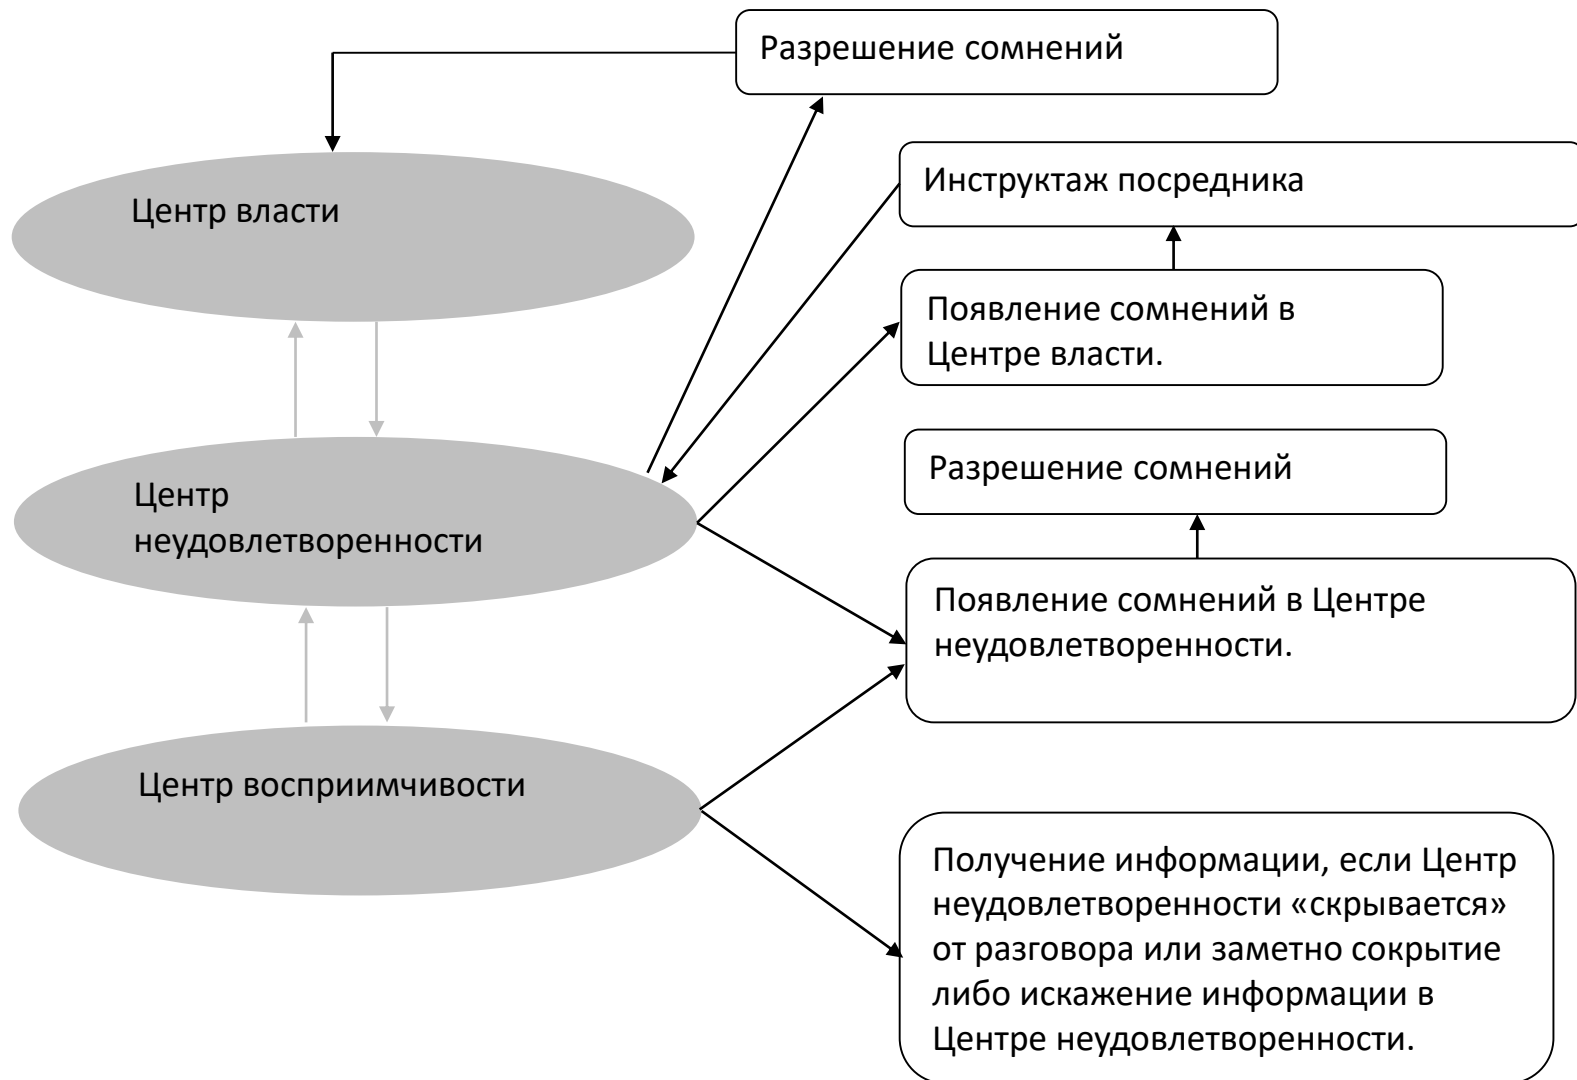 Разрешение сомнений
Инструктаж посредника
Центр власти
Появление сомнений в
Центре власти.
Разрешение сомнений
Центр
неудовлетворенности
Появление сомнений в Центре
неудовлетворенности.
Центр восприимчивости
Получение информации, если Центр
неудовлетворенности «скрывается»
от разговора или заметно сокрытие
либо искажение информации в
Центре неудовлетворенности.